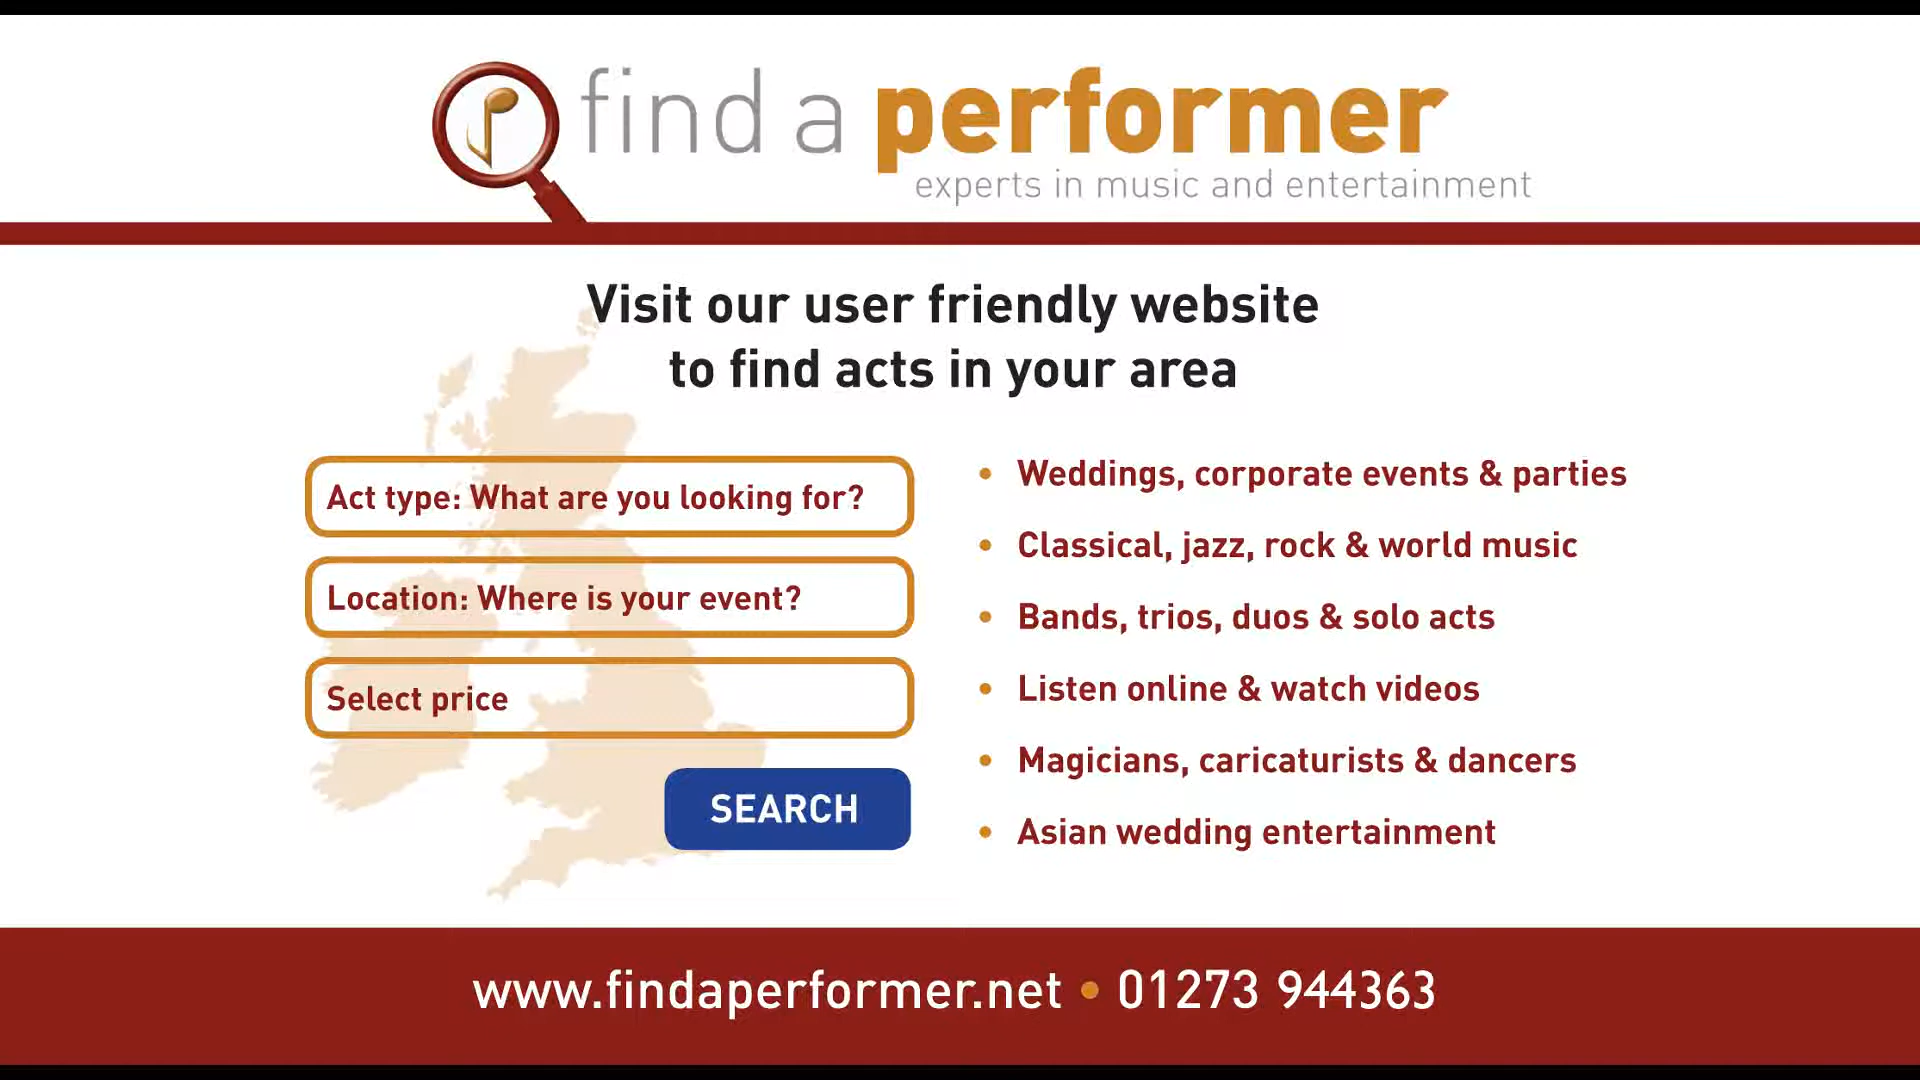 find a performer
experts in music and entertainment
Visit our user friendly website
to find acts in your area
Act type: What are you looking for?
Location: Where is your event?
Select price
SEARCH
• Weddings, corporate events & parties
• Classical, jazz, rock & world music
• Bands, trios, duos & solo acts
• Listen online & watch videos
• Magicians, caricaturists & dancers
• Asian wedding entertainment
www.findaperformer.net • 01273 944363